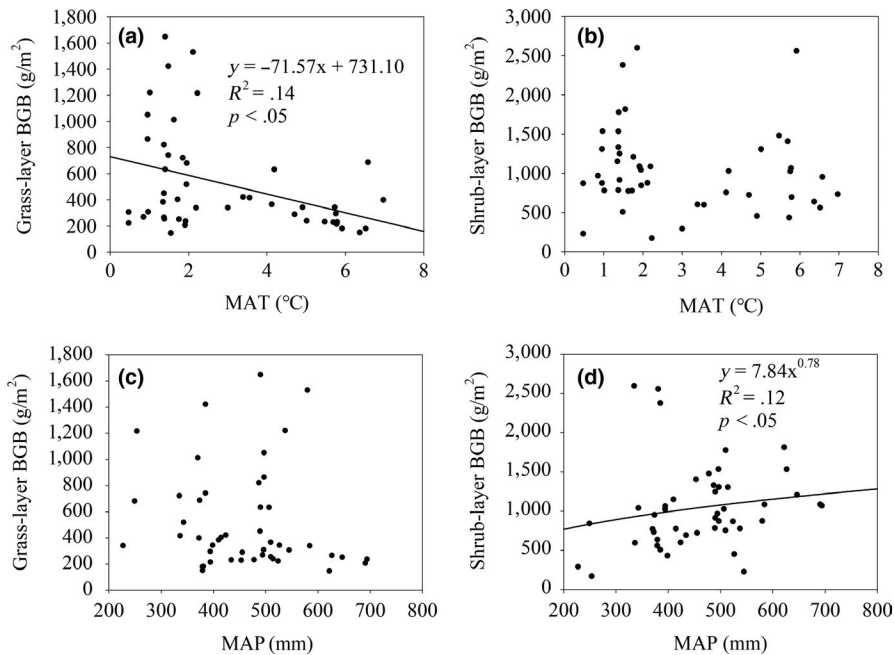 (a)
Grass-layer BGB (g/m²)
1,800
1,600
1,400
1,200
1,000
800
600
400
200
0
y = –71.57x + 731.10
R² = .14
p < .05
0 2 4 6 8
MAT (°C)
(b)
Shrub-layer BGB (g/m²)
3,000
2,500
2,000
1,500
1,000
500
0
0 1 2 3 4 5 6 7 8
MAT (°C)
(c)
Grass-layer BGB (g/m²)
1,800
1,600
1,400
1,200
1,000
800
600
400
200
0
200 300 400 500 600 700 800
MAP (mm)
(d)
Shrub-layer BGB (g/m²)
3,000
2,500
2,000
1,500
1,000
500
0
y = 7.84x^0.78
R² = .12
p < .05
200 300 400 500 600 700 800
MAP (mm)